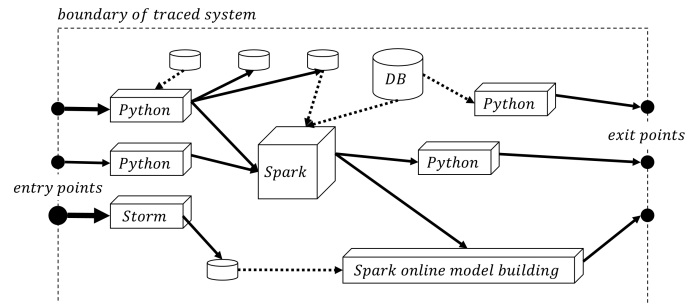 boundary of traced system
DB
Python
Python
exit points
Python
Spark
Python
entry points
Storm
Spark online model building